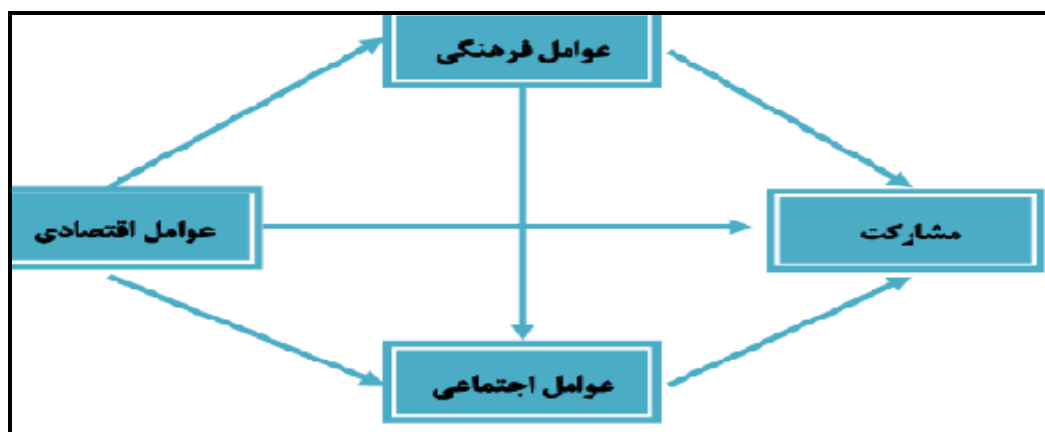 عوامل فرهنگی
عوامل اقتصادی
مشارکت
عوامل اجتماعی